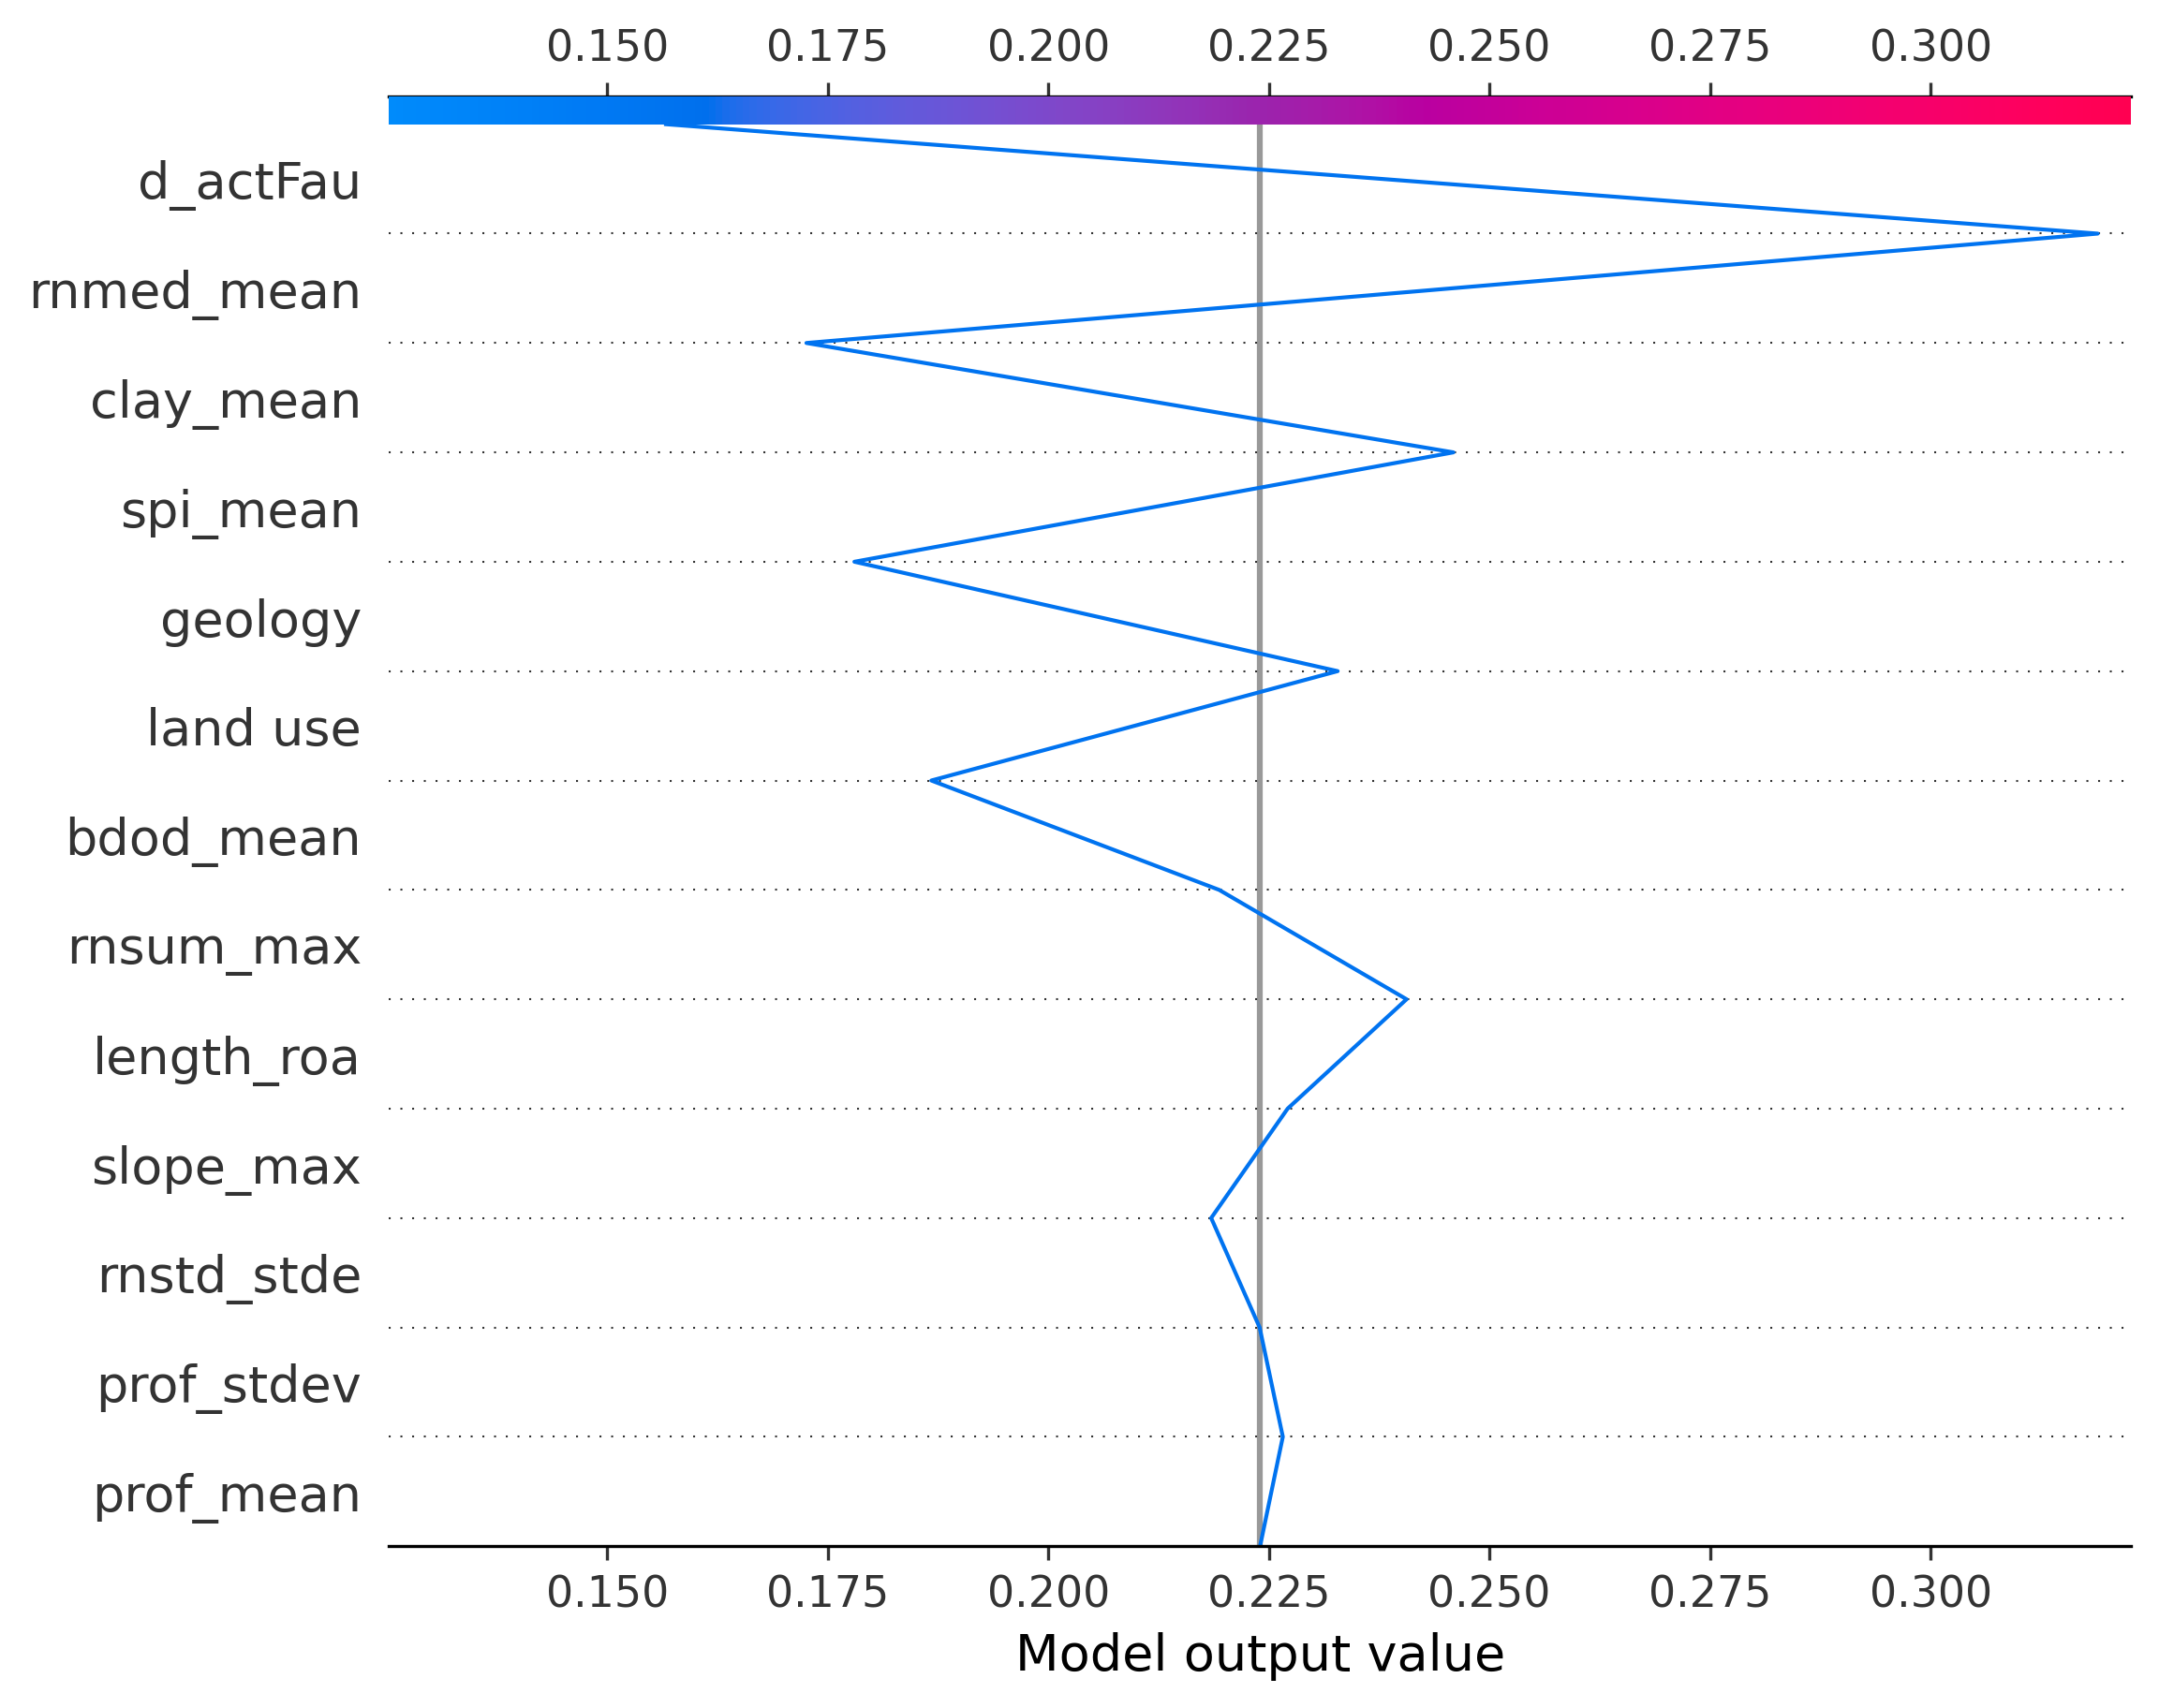 0.150 0.175 0.200 0.225 0.250 0.275 0.300
d_actFau
rnmed_mean
clay_mean
spi_mean
geology
land use
bdod_mean
rnsum_max
length_roa
slope_max
rnstd_stde
prof_stdev
prof_mean
0.150 0.175 0.200 0.225 0.250 0.275 0.300
Model output value